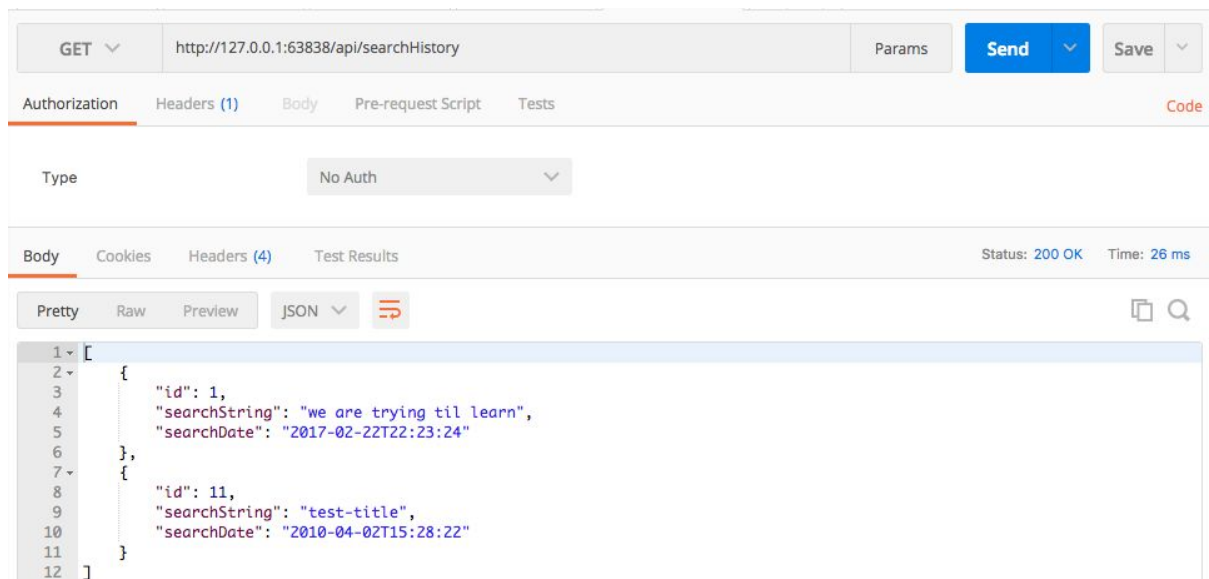 GET http://127.0.0.1:63838/api/searchHistory Params Send Save
Authorization Headers (1) Body Pre-request Script Tests Code
Type No Auth
Body Cookies Headers (4) Test Results Status: 200 OK Time: 26 ms
Pretty Raw Preview JSON
1 [
2 {
3 "id": 1,
4 "searchString": "we are trying til learn",
5 "searchDate": "2017-02-22T22:23:24"
6 },
7 {
8 "id": 11,
9 "searchString": "test-title",
10 "searchDate": "2010-04-02T15:28:22"
11 }
12 ]